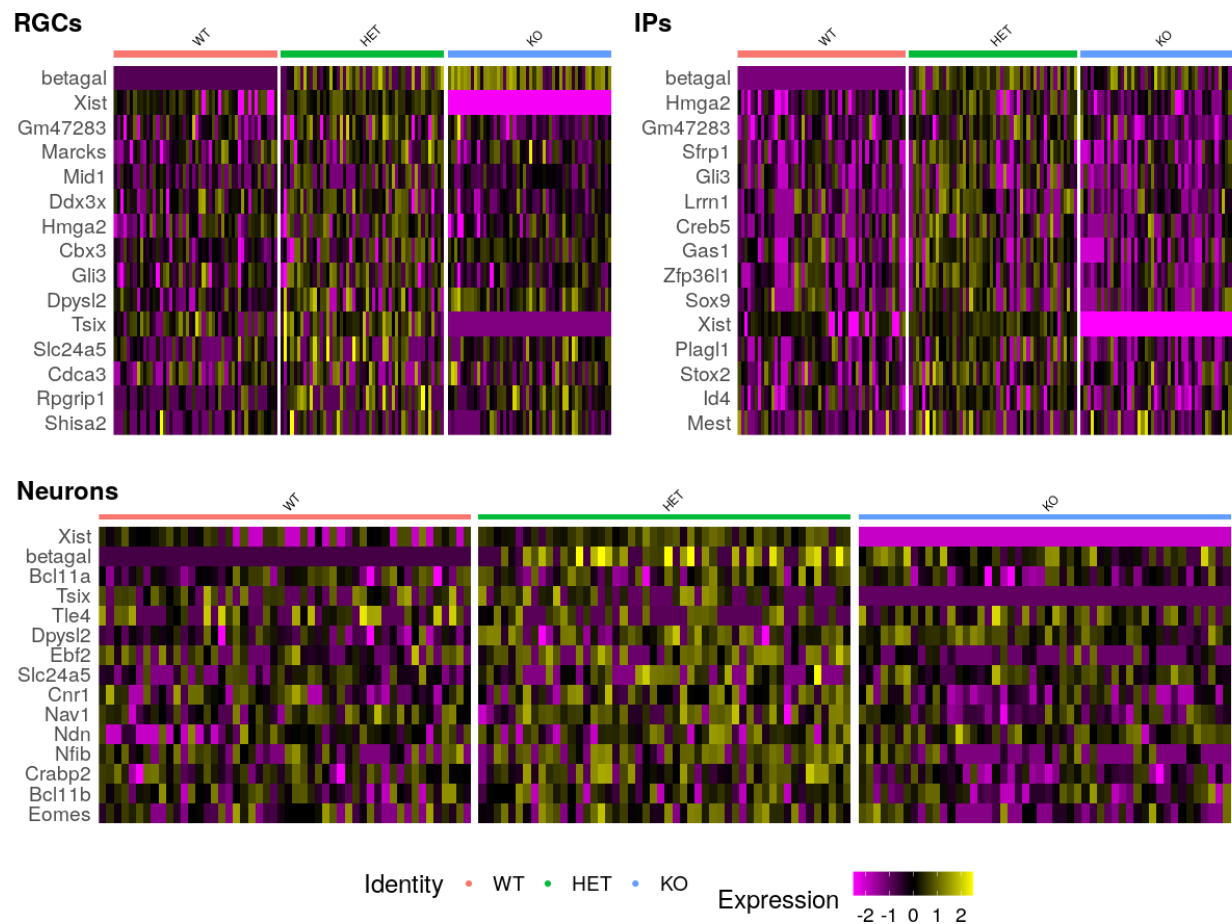 RGCs
WT HET KO
betagal
Xist
Gm47283
Marcks
Mid1
Ddx3x
Hmga2
Cbx3
Gli3
Dpysl2
Tsix
Slc24a5
Cdca3
Rpgrip1
Shisa2
IPs
WT HET KO
betagal
Hmga2
Gm47283
Sfrp1
Gli3
Lrrn1
Creb5
Gas1
Zfp36l1
Sox9
Xist
Plagl1
Stox2
Id4
Mest
Neurons
WT HET KO
Xist
betagal
Bcl11a
Tsix
Tle4
Dpysl2
Ebf2
Slc24a5
Cnr1
Nav1
Ndn
Nfib
Crabp2
Bcl11b
Eomes
Identity WT HET KO
Expression
-2 -1 0 1 2